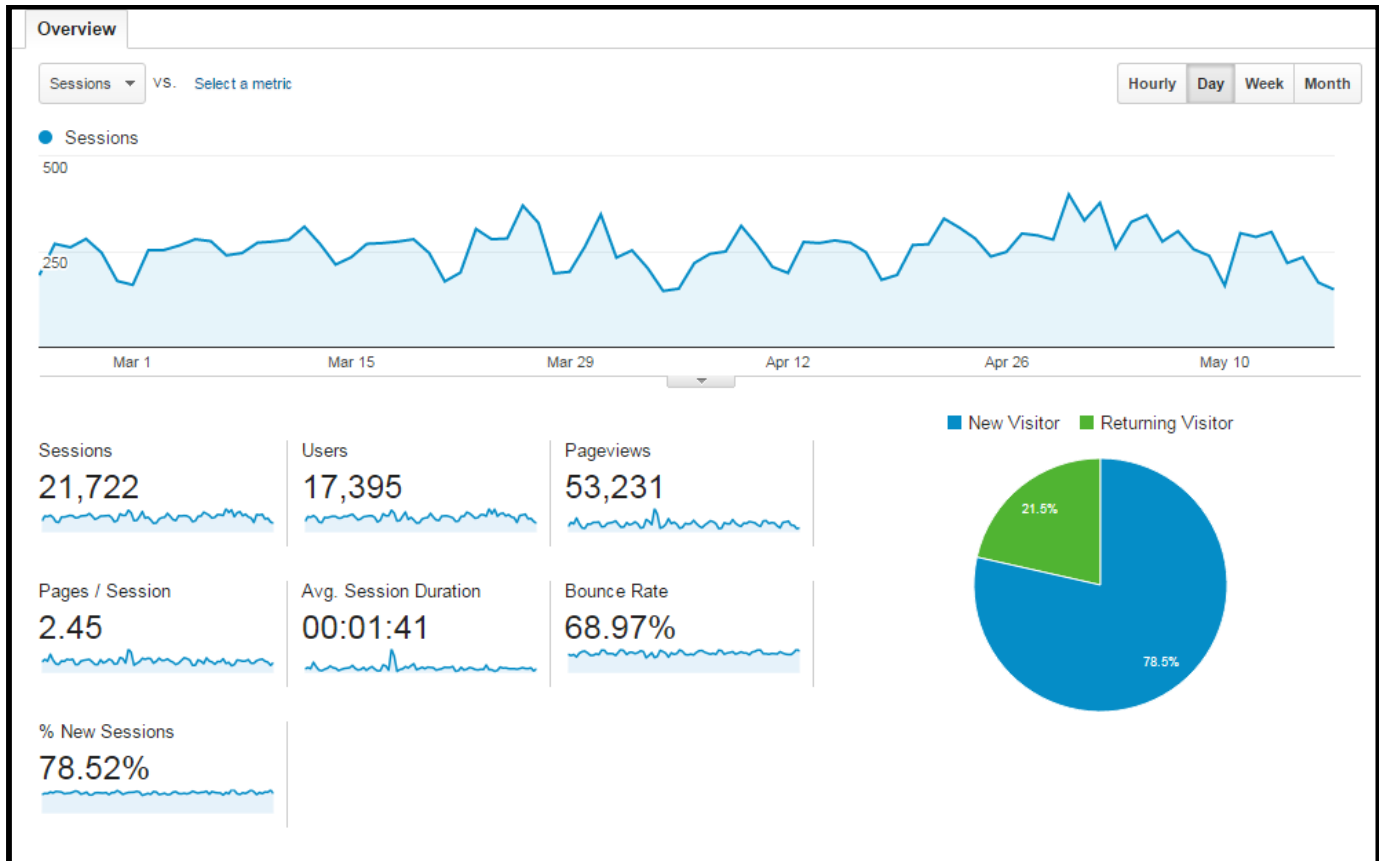 Overview
Sessions VS. Select a metric
Hourly Day Week Month
Sessions
500
250
Mar 1 Mar 15 Mar 29 Apr 12 Apr 26 May 10
New Visitor Returning Visitor
Sessions Users Pageviews
21,722 17,395 53,231
21.5%
Pages / Session Avg. Session Duration Bounce Rate
2.45 00:01:41 68.97%
78.5%
% New Sessions
78.52%